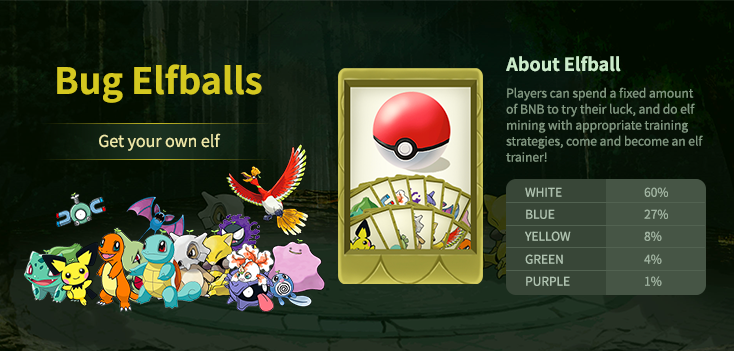 Bug Elfballs
Get your own elf
About Elfball
Players can spend a fixed amount
of BNB to try their luck, and do elf
mining with appropriate training
strategies, come and become an elf
trainer!
WHITE 60%
BLUE 27%
YELLOW 8%
GREEN 4%
PURPLE 1%